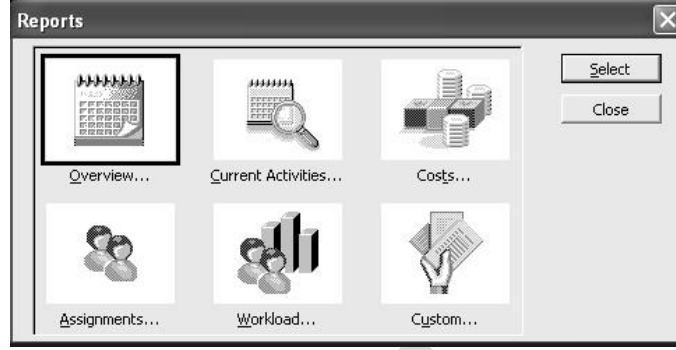 Reports
Select
Close
Overview...
Current Activities...
Costs...
Assignments...
Workload...
Custom...